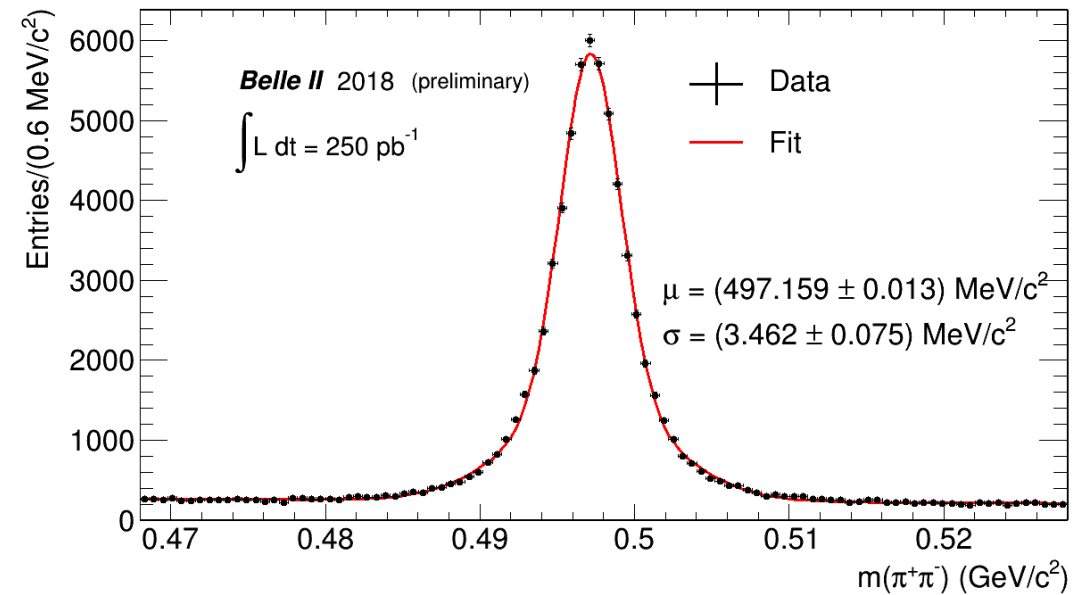 Entries/(0.6 MeV/c²)
6000
5000
4000
3000
2000
1000
0
Belle II 2018 (preliminary)
∫L dt = 250 pb⁻¹
Data
Fit
μ = (497.159 ± 0.013) MeV/c²
σ = (3.462 ± 0.075) MeV/c²
0.47 0.48 0.49 0.5 0.51 0.52
m(π⁺π⁻) (GeV/c²)